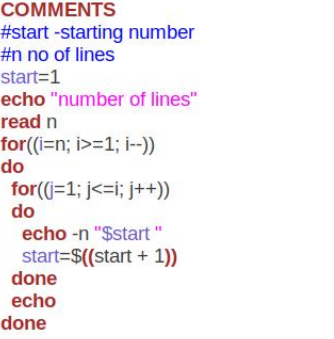 COMMENTS
#start -starting number
#n no of lines
start=1
echo "number of lines"
read n
for((i=n; i>=1; i--))
do
for((j=1; j<=i; j++))
do
echo -n "$start "
start=$((start + 1))
done
echo
done